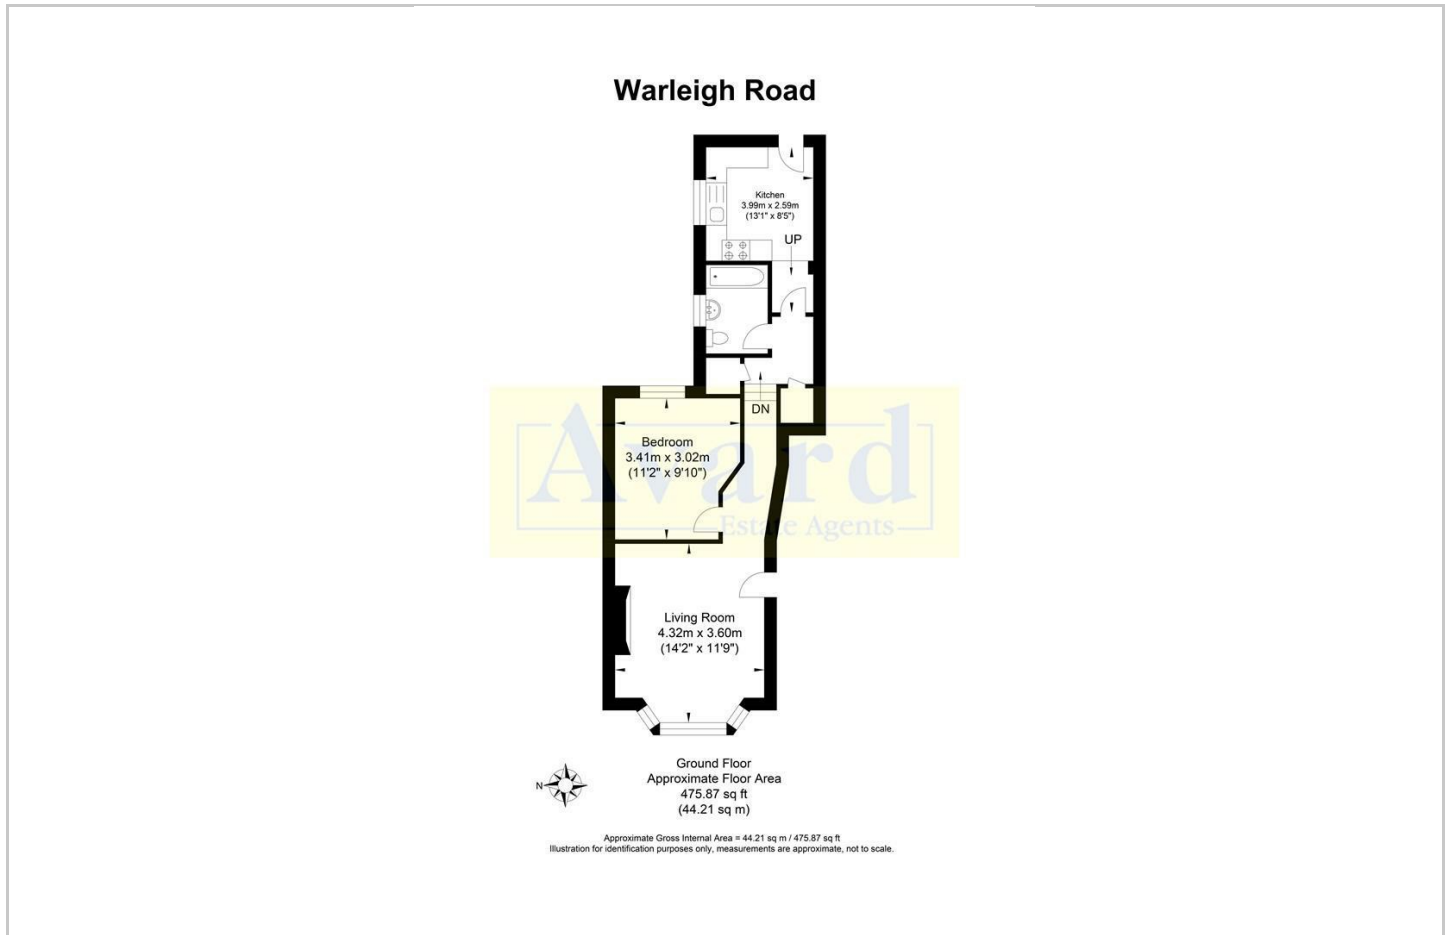 Warleigh Road
Kitchen
3.99m x 2.59m
(13'1" x 8'5")
UP
DN
Bedroom
3.41m x 3.02m
(11'2" x 9'10")
Avard
Estate Agents
Living Room
4.32m x 3.60m
(14'2" x 11'9")
N
Ground Floor
Approximate Floor Area
475.87 sq ft
(44.21 sq m)
Approximate Gross Internal Area = 44.21 sq m / 475.87 sq ft
Illustration for identification purposes only, measurements are approximate, not to scale.